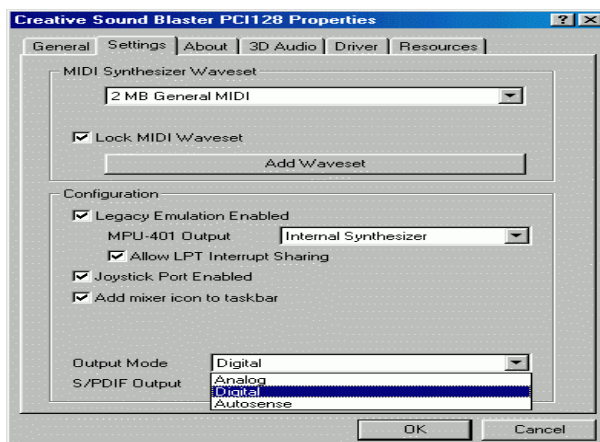 Creative Sound Blaster PCI128 Properties
General Settings About 3D Audio Driver Resources
MIDI Synthesizer Waveset
2 MB General MIDI
Lock MIDI Waveset
Add Waveset
Configuration
Legacy Emulation Enabled
MPU-401 Output Internal Synthesizer
Allow LPT Interrupt Sharing
Joystick Port Enabled
Add mixer icon to taskbar
Output Mode Digital
Analog
S/PDIF Output Digital
Autosense
OK Cancel